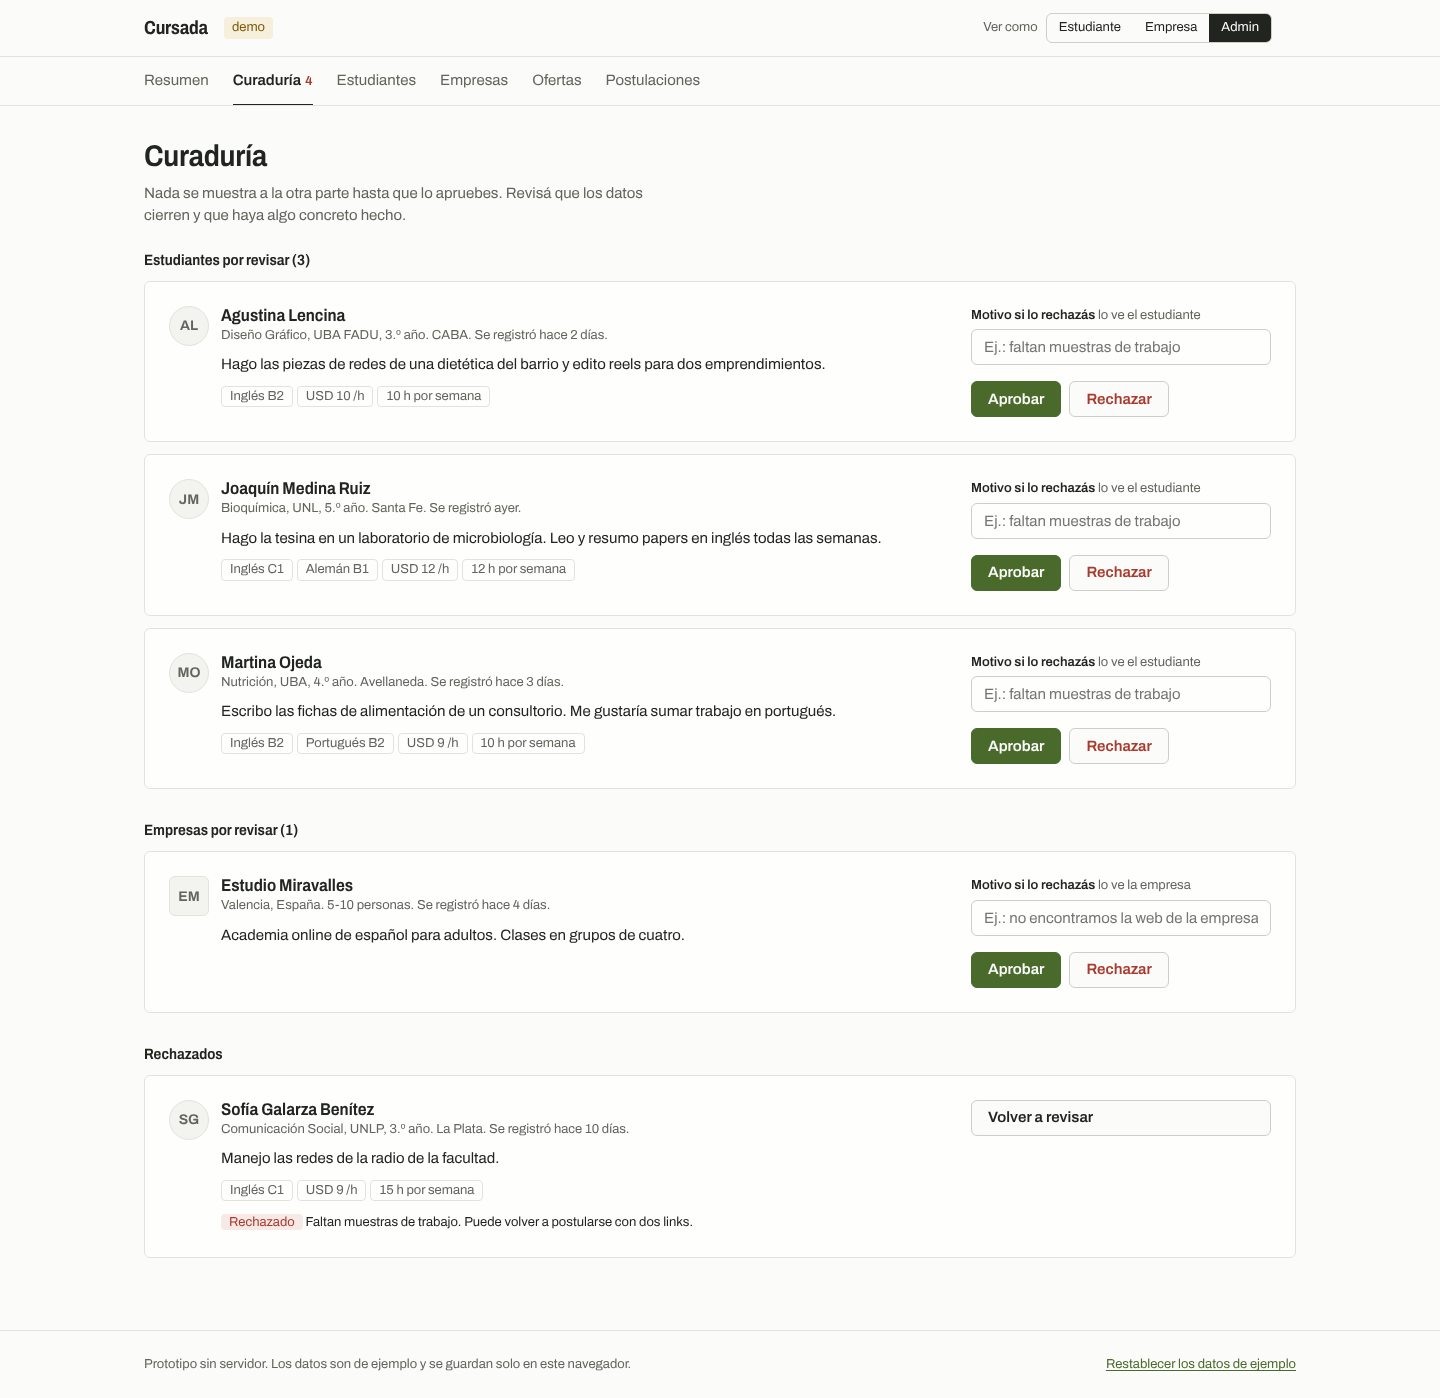 Cursada demo Ver como Estudiante Empresa Admin
Resumen Curaduría 4 Estudiantes Empresas Ofertas Postulaciones
Curaduría
Nada se muestra a la otra parte hasta que lo apruebes. Revisá que los datos
cierren y que haya algo concreto hecho.
Estudiantes por revisar (3)
AL
Agustina Lencina
Diseño Gráfico, UBA FADU, 3.º año. CABA. Se registró hace 2 días.
Hago las piezas de redes de una dietética del barrio y edito reels para dos emprendimientos.
Inglés B2 USD 10 /h 10 h por semana
Motivo si lo rechazás lo ve el estudiante
Ej.: faltan muestras de trabajo
Aprobar Rechazar
JM
Joaquín Medina Ruiz
Bioquímica, UNL, 5.º año. Santa Fe. Se registró ayer.
Hago la tesina en un laboratorio de microbiología. Leo y resumo papers en inglés todas las semanas.
Inglés C1 Alemán B1 USD 12 /h 12 h por semana
Motivo si lo rechazás lo ve el estudiante
Ej.: faltan muestras de trabajo
Aprobar Rechazar
MO
Martina Ojeda
Nutrición, UBA, 4.º año. Avellaneda. Se registró hace 3 días.
Escribo las fichas de alimentación de un consultorio. Me gustaría sumar trabajo en portugués.
Inglés B2 Portugués B2 USD 9 /h 10 h por semana
Motivo si lo rechazás lo ve el estudiante
Ej.: faltan muestras de trabajo
Aprobar Rechazar
Empresas por revisar (1)
EM
Estudio Miravalles
Valencia, España. 5-10 personas. Se registró hace 4 días.
Academia online de español para adultos. Clases en grupos de cuatro.
Motivo si lo rechazás lo ve la empresa
Ej.: no encontramos la web de la empresa
Aprobar Rechazar
Rechazados
SG
Sofía Galarza Benítez
Comunicación Social, UNLP, 3.º año. La Plata. Se registró hace 10 días.
Manejo las redes de la radio de la facultad.
Inglés C1 USD 9 /h 15 h por semana
Rechazado Faltan muestras de trabajo. Puede volver a postularse con dos links.
Volver a revisar
Prototipo sin servidor. Los datos son de ejemplo y se guardan solo en este navegador.
Restablecer los datos de ejemplo